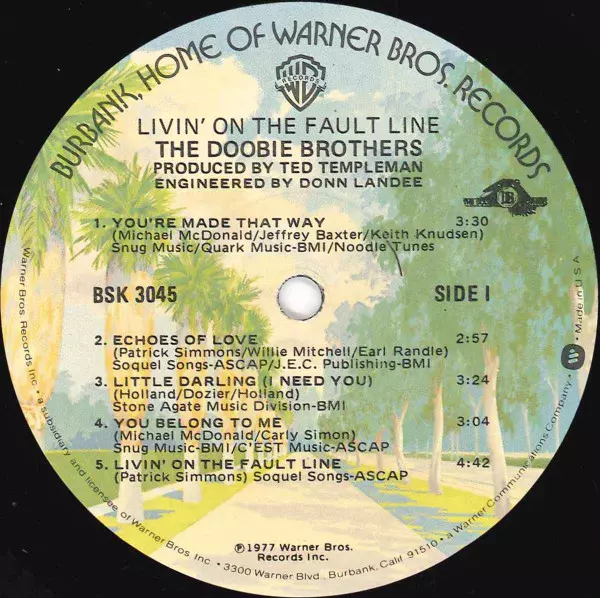 BURBANK, HOME OF WARNER BROS. RECORDS
WB
RECORDS
LIVIN' ON THE FAULT LINE
THE DOOBIE BROTHERS
PRODUCED BY TED TEMPLEMAN
ENGINEERED BY DONN LANDEE
1. YOU'RE MADE THAT WAY 3:30
(Michael McDonald/Jeffrey Baxter/Keith Knudsen)
Snug Music/Quark Music-BMI/Noodle Tunes
BSK 3045 SIDE I
2. ECHOES OF LOVE 2:57
(Patrick Simmons/Willie Mitchell/Earl Randle)
Soquel Songs-ASCAP/J.E.C. Publishing-BMI
3. LITTLE DARLING (I NEED YOU) 3:24
(Holland/Dozier/Holland)
Stone Agate Music Division-BMI
4. YOU BELONG TO ME 3:04
(Michael McDonald/Carly Simon)
Snug Music-BMI/C'EST Music-ASCAP
5. LIVIN' ON THE FAULT LINE 4:42
(Patrick Simmons) Soquel Songs-ASCAP
℗1977 Warner Bros.
Records Inc.
Warner Bros. Records Inc. • a subsidiary and licensee of Warner Bros. Inc. • 3300 Warner Blvd., Burbank, Calif. 91510 • a Warner Communications Company. • Made in U.S.A.